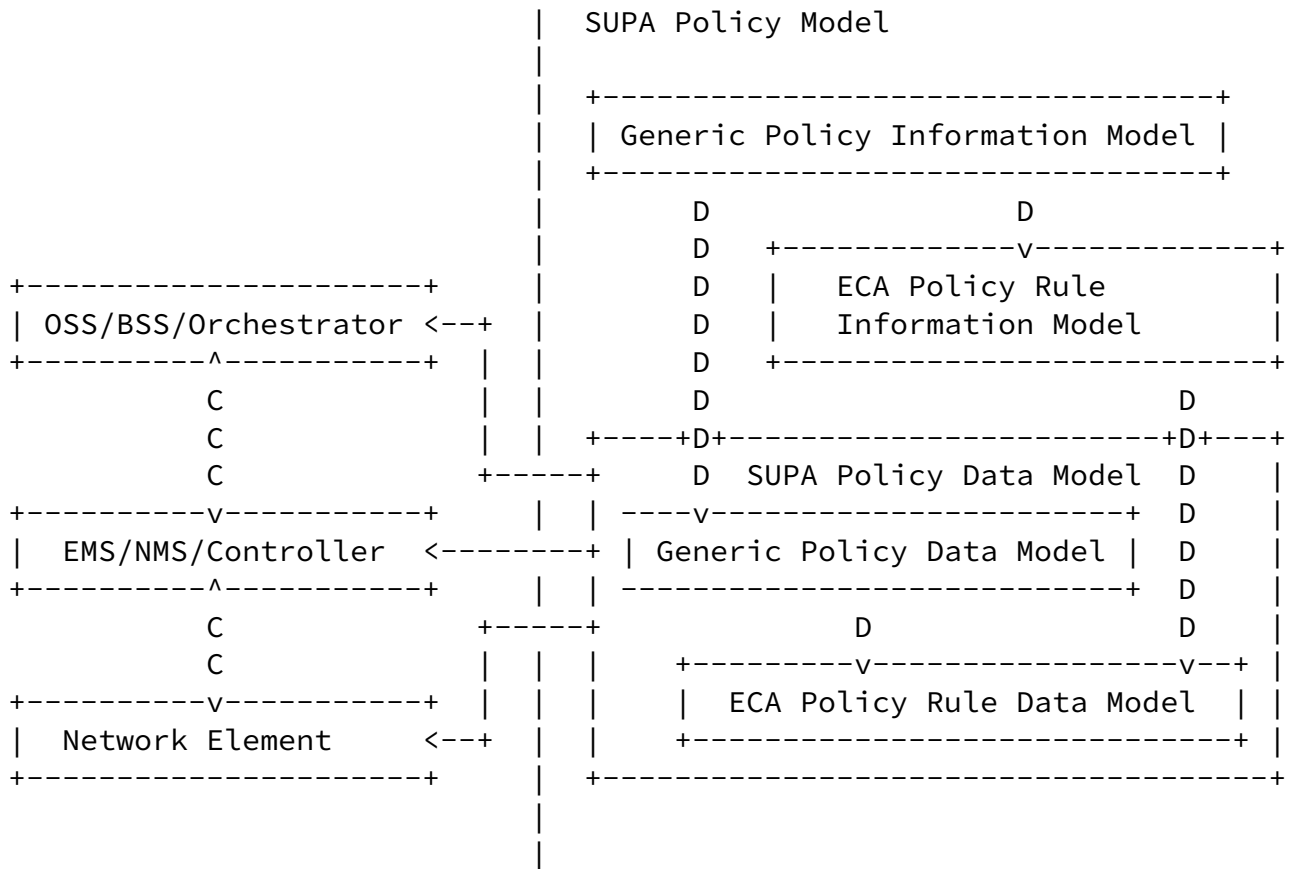 SUPA Policy Model
Generic Policy Information Model
D D
D
D ECA Policy Rule
OSS/BSS/Orchestrator D Information Model
D
C D D
C D D
C D SUPA Policy Data Model D
v v D
EMS/NMS/Controller Generic Policy Data Model D
D
C D D
C v v
v ECA Policy Rule Data Model
Network Element